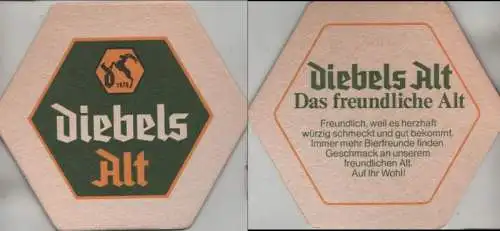 1878
Diebels
Alt
Diebels Alt
Das freundliche Alt
Freundlich, weil es herzhaft
würzig schmeckt und gut bekommt.
Immer mehr Bierfreunde finden
Geschmack an unserem
freundlichen Alt.
Auf Ihr Wohl!